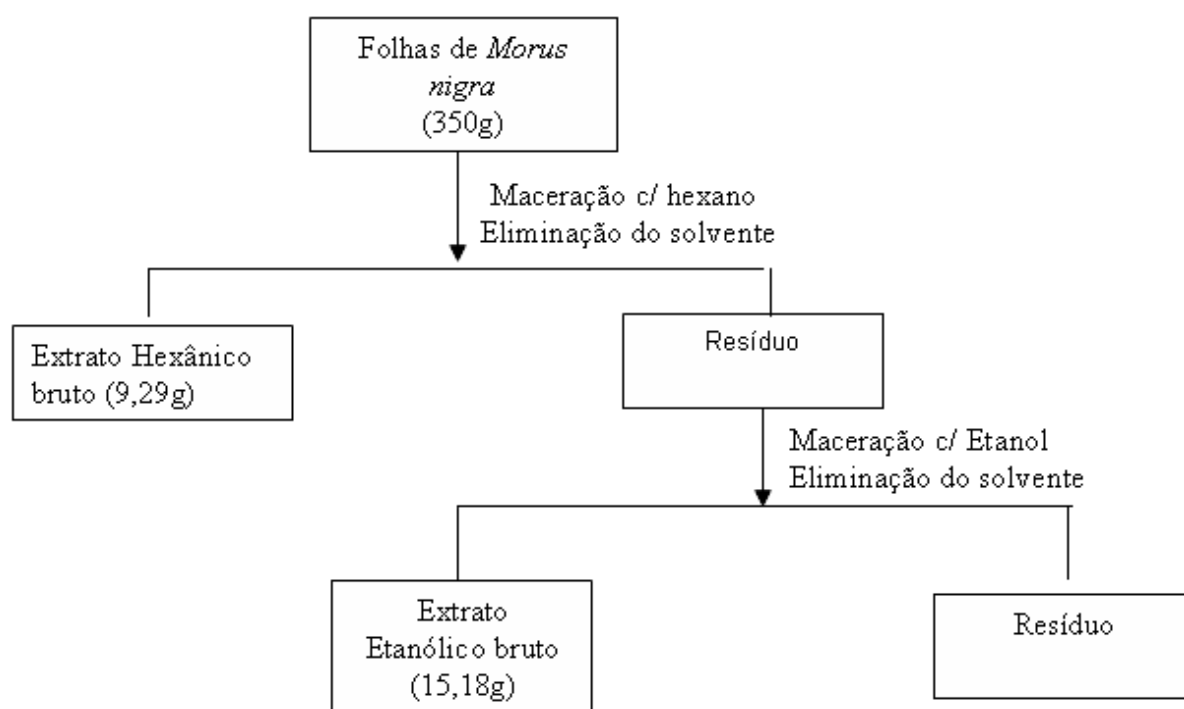 Folhas de Morus
nigra
(350g)
Maceração c/ hexano
Eliminação do solvente
Extrato Hexânico
bruto (9,29g)
Resíduo
Maceração c/ Etanol
Eliminação do solvente
Extrato
Etanólico bruto
(15,18g)
Resíduo